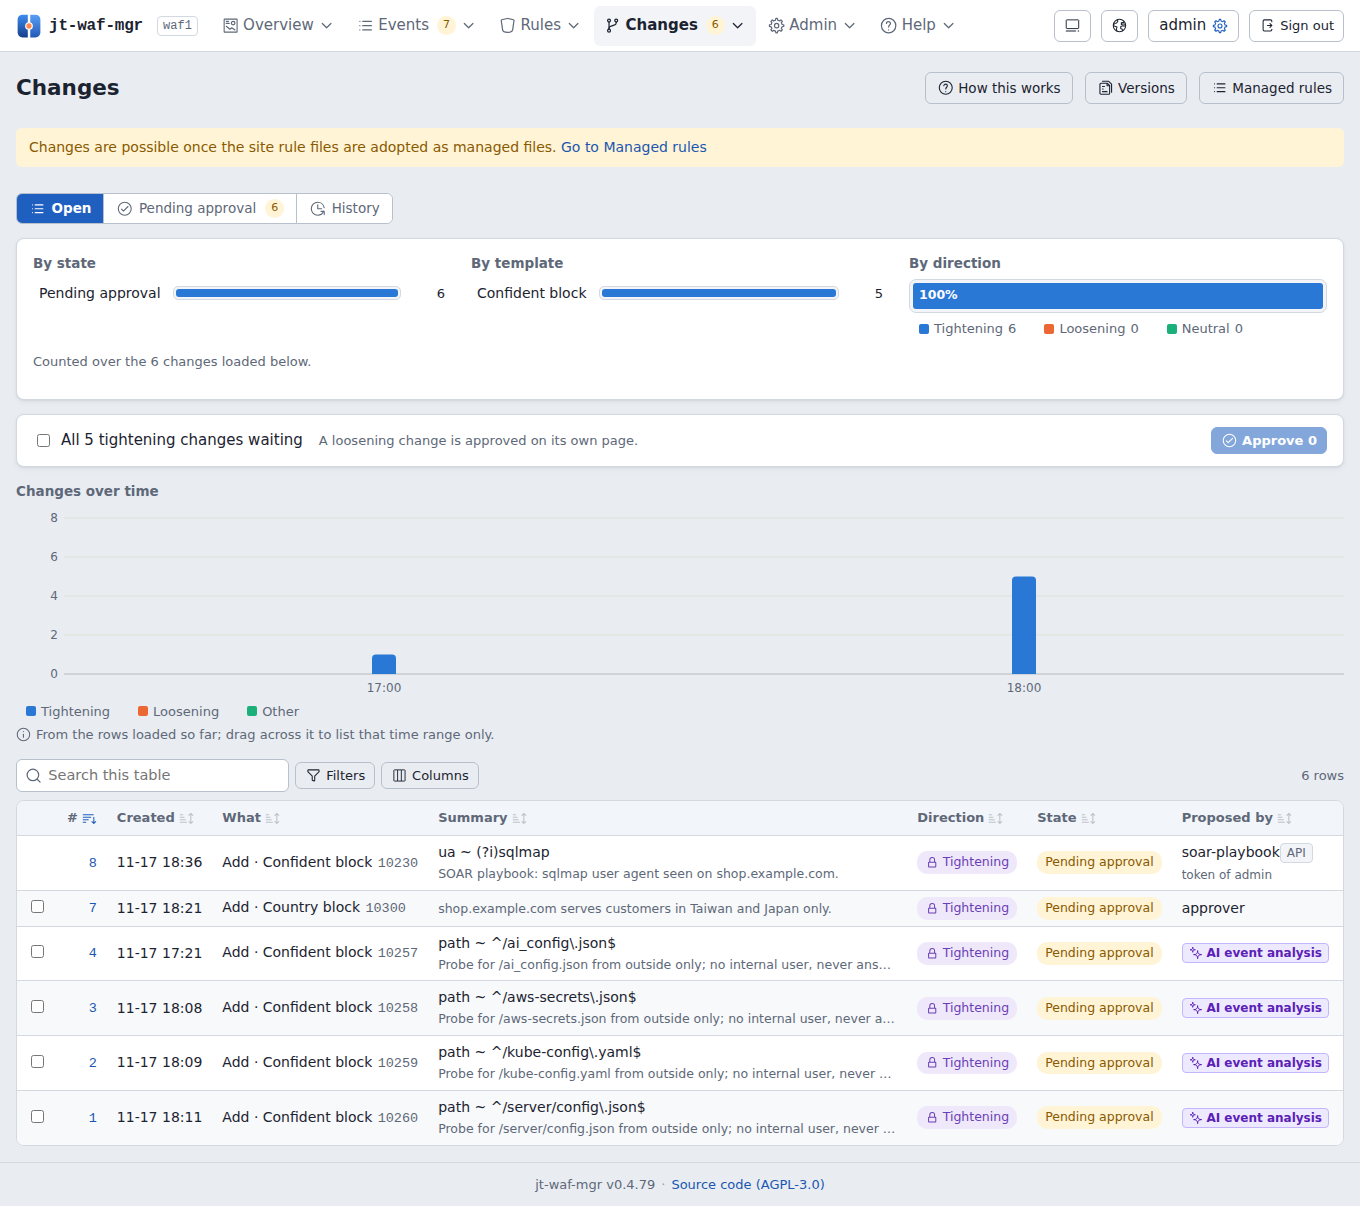 jt-waf-mgr waf1 Overview Events 7 Rules Changes 6 Admin Help admin Sign out
Changes How this works Versions Managed rules
Changes are possible once the site rule files are adopted as managed files. Go to Managed rules
Open Pending approval 6 History
By state By template By direction
Pending approval 6 Confident block 5 100%
Tightening 6 Loosening 0 Neutral 0
Counted over the 6 changes loaded below.
All 5 tightening changes waiting A loosening change is approved on its own page. Approve 0
Changes over time
8
6
4
2
0
17:00 18:00
Tightening Loosening Other
From the rows loaded so far; drag across it to list that time range only.
Search this table Filters Columns 6 rows
# Created What Summary Direction State Proposed by
8 11-17 18:36 Add · Confident block 10230 ua ~ (?i)sqlmap Tightening Pending approval soar-playbook API
SOAR playbook: sqlmap user agent seen on shop.example.com. token of admin
7 11-17 18:21 Add · Country block 10300 shop.example.com serves customers in Taiwan and Japan only. Tightening Pending approval approver
4 11-17 17:21 Add · Confident block 10257 path ~ ^/ai_config\.json$ Tightening Pending approval AI event analysis
Probe for /ai_config.json from outside only; no internal user, never ans…
3 11-17 18:08 Add · Confident block 10258 path ~ ^/aws-secrets\.json$ Tightening Pending approval AI event analysis
Probe for /aws-secrets.json from outside only; no internal user, never a…
2 11-17 18:09 Add · Confident block 10259 path ~ ^/kube-config\.yaml$ Tightening Pending approval AI event analysis
Probe for /kube-config.yaml from outside only; no internal user, never …
1 11-17 18:11 Add · Confident block 10260 path ~ ^/server/config\.json$ Tightening Pending approval AI event analysis
Probe for /server/config.json from outside only; no internal user, never …
jt-waf-mgr v0.4.79 · Source code (AGPL-3.0)